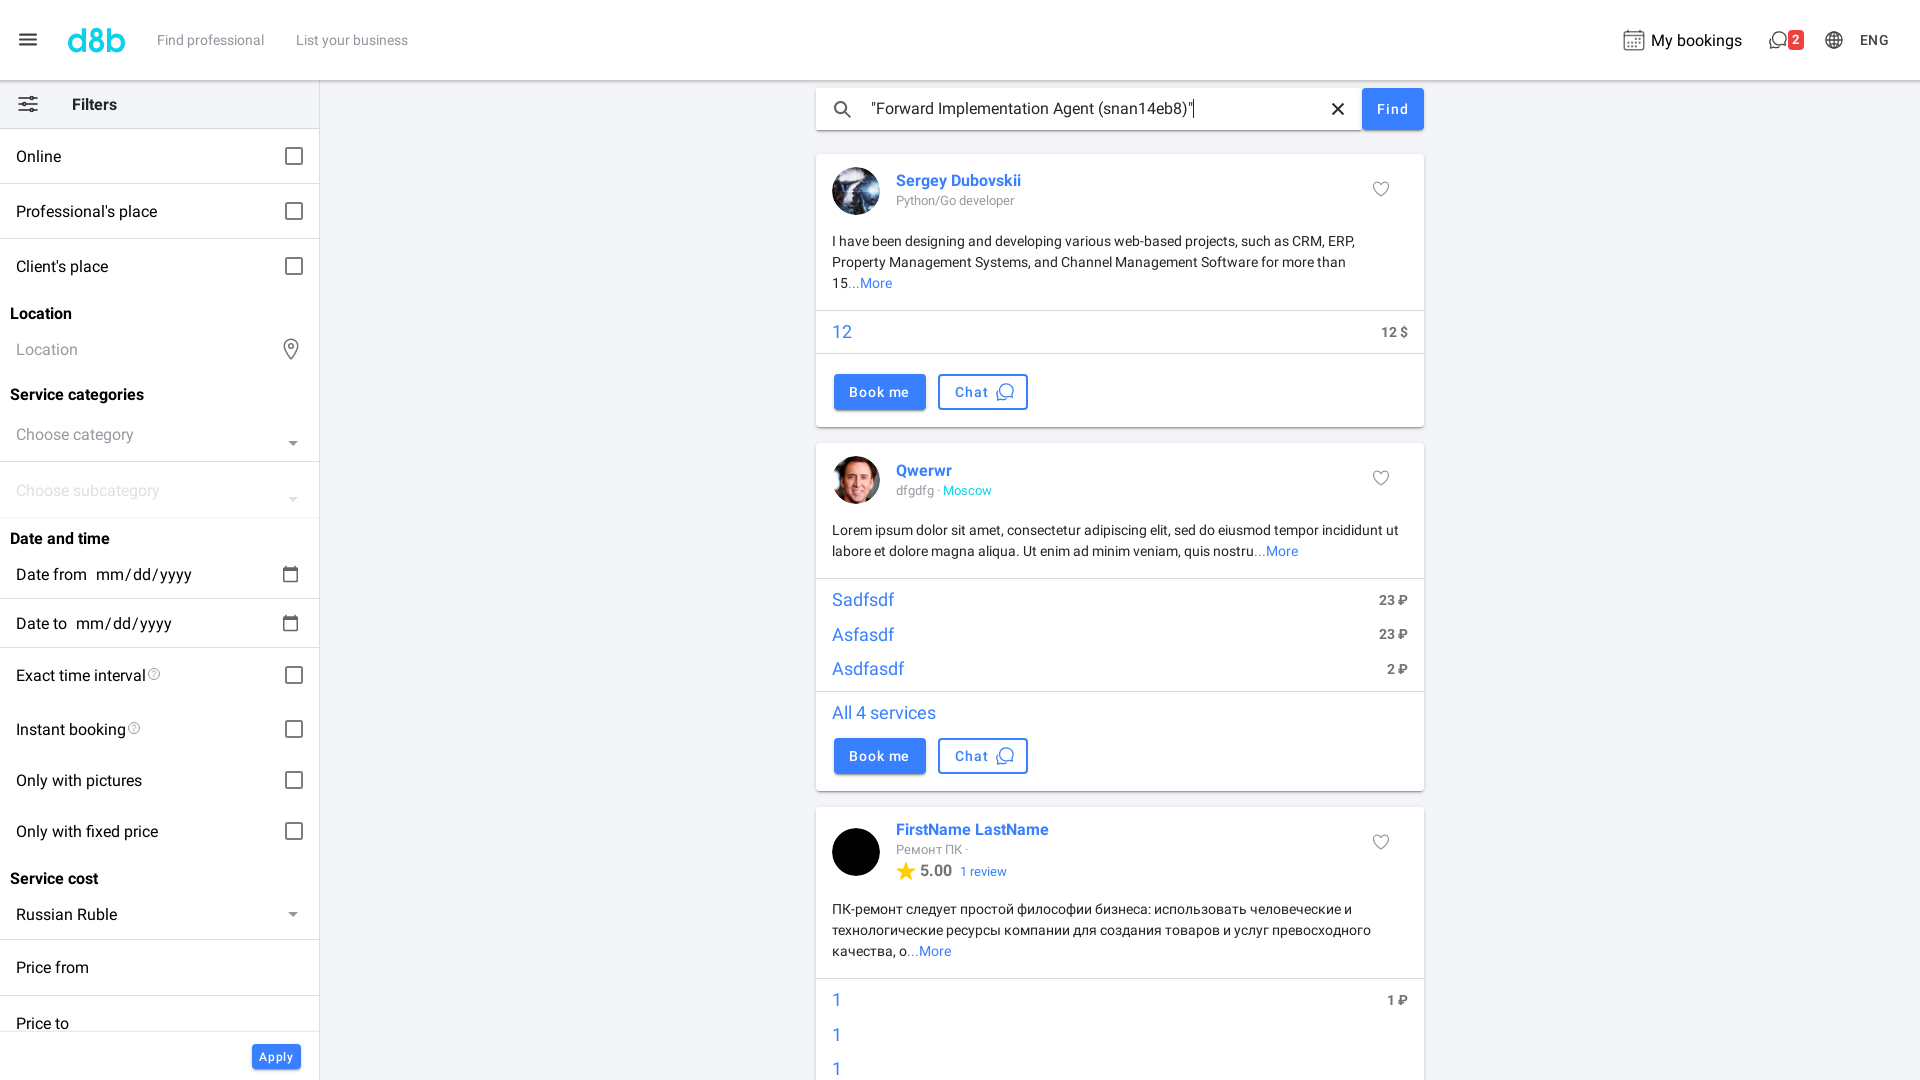 d8b
Find professional
List your business
My bookings
2
ENG
Filters
Online
Professional's place
Client's place
Location
Location
Service categories
Choose category
Choose subcategory
Date and time
Date from mm/dd/yyyy
Date to mm/dd/yyyy
Exact time interval
Instant booking
Only with pictures
Only with fixed price
Service cost
Russian Ruble
Price from
Price to
Apply
"Forward Implementation Agent (snan14eb8)"
Find
Sergey Dubovskii
Python/Go developer
I have been designing and developing various web-based projects, such as CRM, ERP,
Property Management Systems, and Channel Management Software for more than
15...More
12 12 $
Book me Chat
Qwerwr
dfgdfg · Moscow
Lorem ipsum dolor sit amet, consectetur adipiscing elit, sed do eiusmod tempor incididunt ut
labore et dolore magna aliqua. Ut enim ad minim veniam, quis nostru...More
Sadfsdf 23 ₽
Asfasdf 23 ₽
Asdfasdf 2 ₽
All 4 services
Book me Chat
FirstName LastName
Ремонт ПК ·
5.00 1 review
ПК-ремонт следует простой философии бизнеса: использовать человеческие и
технологические ресурсы компании для создания товаров и услуг превосходного
качества, о...More
1 1 ₽
1
1